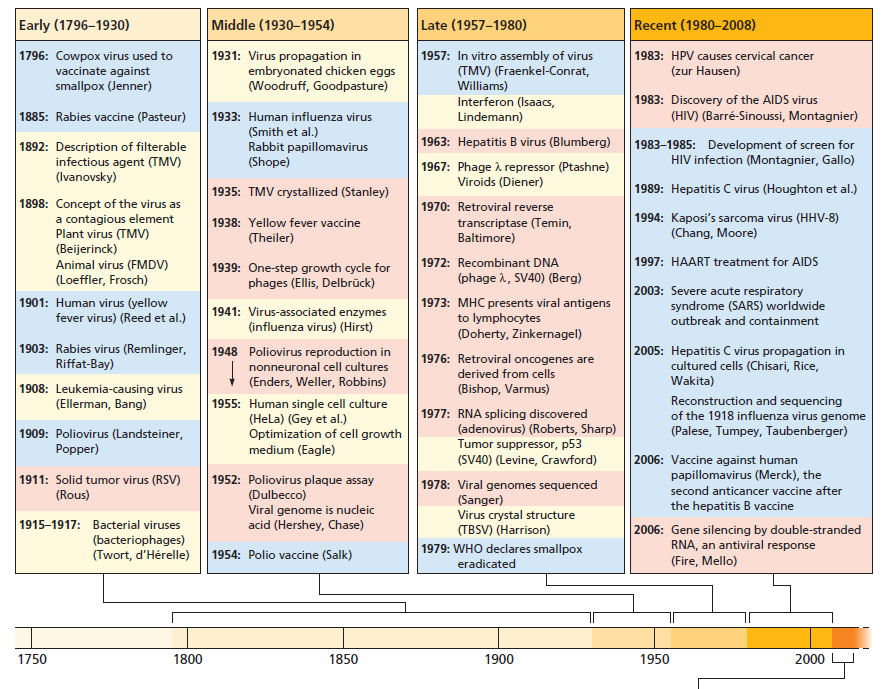 Early (1796–1930)
1796: Cowpox virus used to
vaccinate against
smallpox (Jenner)
1885: Rabies vaccine (Pasteur)
1892: Description of filterable
infectious agent (TMV)
(Ivanovsky)
1898: Concept of the virus as
a contagious element
Plant virus (TMV)
(Beijerinck)
Animal virus (FMDV)
(Loeffler, Frosch)
1901: Human virus (yellow
fever virus) (Reed et al.)
1903: Rabies virus (Remlinger,
Riffat-Bay)
1908: Leukemia-causing virus
(Ellerman, Bang)
1909: Poliovirus (Landsteiner,
Popper)
1911: Solid tumor virus (RSV)
(Rous)
1915–1917: Bacterial viruses
(bacteriophages)
(Twort, d’Hérelle)
Middle (1930–1954)
1931: Virus propagation in
embryonated chicken eggs
(Woodruff, Goodpasture)
1933: Human influenza virus
(Smith et al.)
Rabbit papillomavirus
(Shope)
1935: TMV crystallized (Stanley)
1938: Yellow fever vaccine
(Theiler)
1939: One-step growth cycle for
phages (Ellis, Delbrück)
1941: Virus-associated enzymes
(influenza virus) (Hirst)
1948 Poliovirus reproduction in
nonneuronal cell cultures
(Enders, Weller, Robbins)
1955: Human single cell culture
(HeLa) (Gey et al.)
Optimization of cell growth
medium (Eagle)
1952: Poliovirus plaque assay
(Dulbecco)
Viral genome is nucleic
acid (Hershey, Chase)
1954: Polio vaccine (Salk)
Late (1957–1980)
1957: In vitro assembly of virus
(TMV) (Fraenkel-Conrat,
Williams)
Interferon (Isaacs,
Lindemann)
1963: Hepatitis B virus (Blumberg)
1967: Phage λ repressor (Ptashne)
Viroids (Diener)
1970: Retroviral reverse
transcriptase (Temin,
Baltimore)
1972: Recombinant DNA
(phage λ, SV40) (Berg)
1973: MHC presents viral antigens
to lymphocytes
(Doherty, Zinkernagel)
1976: Retroviral oncogenes are
derived from cells
(Bishop, Varmus)
1977: RNA splicing discovered
(adenovirus) (Roberts, Sharp)
Tumor suppressor, p53
(SV40) (Levine, Crawford)
1978: Viral genomes sequenced
(Sanger)
Virus crystal structure
(TBSV) (Harrison)
1979: WHO declares smallpox
eradicated
Recent (1980–2008)
1983: HPV causes cervical cancer
(zur Hausen)
1983: Discovery of the AIDS virus
(HIV) (Barré-Sinoussi, Montagnier)
1983–1985: Development of screen for
HIV infection (Montagnier, Gallo)
1989: Hepatitis C virus (Houghton et al.)
1994: Kaposi’s sarcoma virus (HHV-8)
(Chang, Moore)
1997: HAART treatment for AIDS
2003: Severe acute respiratory
syndrome (SARS) worldwide
outbreak and containment
2005: Hepatitis C virus propagation in
cultured cells (Chisari, Rice,
Wakita)
Reconstruction and sequencing
of the 1918 influenza virus genome
(Palese, Tumpey, Taubenberger)
2006: Vaccine against human
papillomavirus (Merck), the
second anticancer vaccine after
the hepatitis B vaccine
2006: Gene silencing by double-stranded
RNA, an antiviral response
(Fire, Mello)
1750 1800 1850 1900 1950 2000